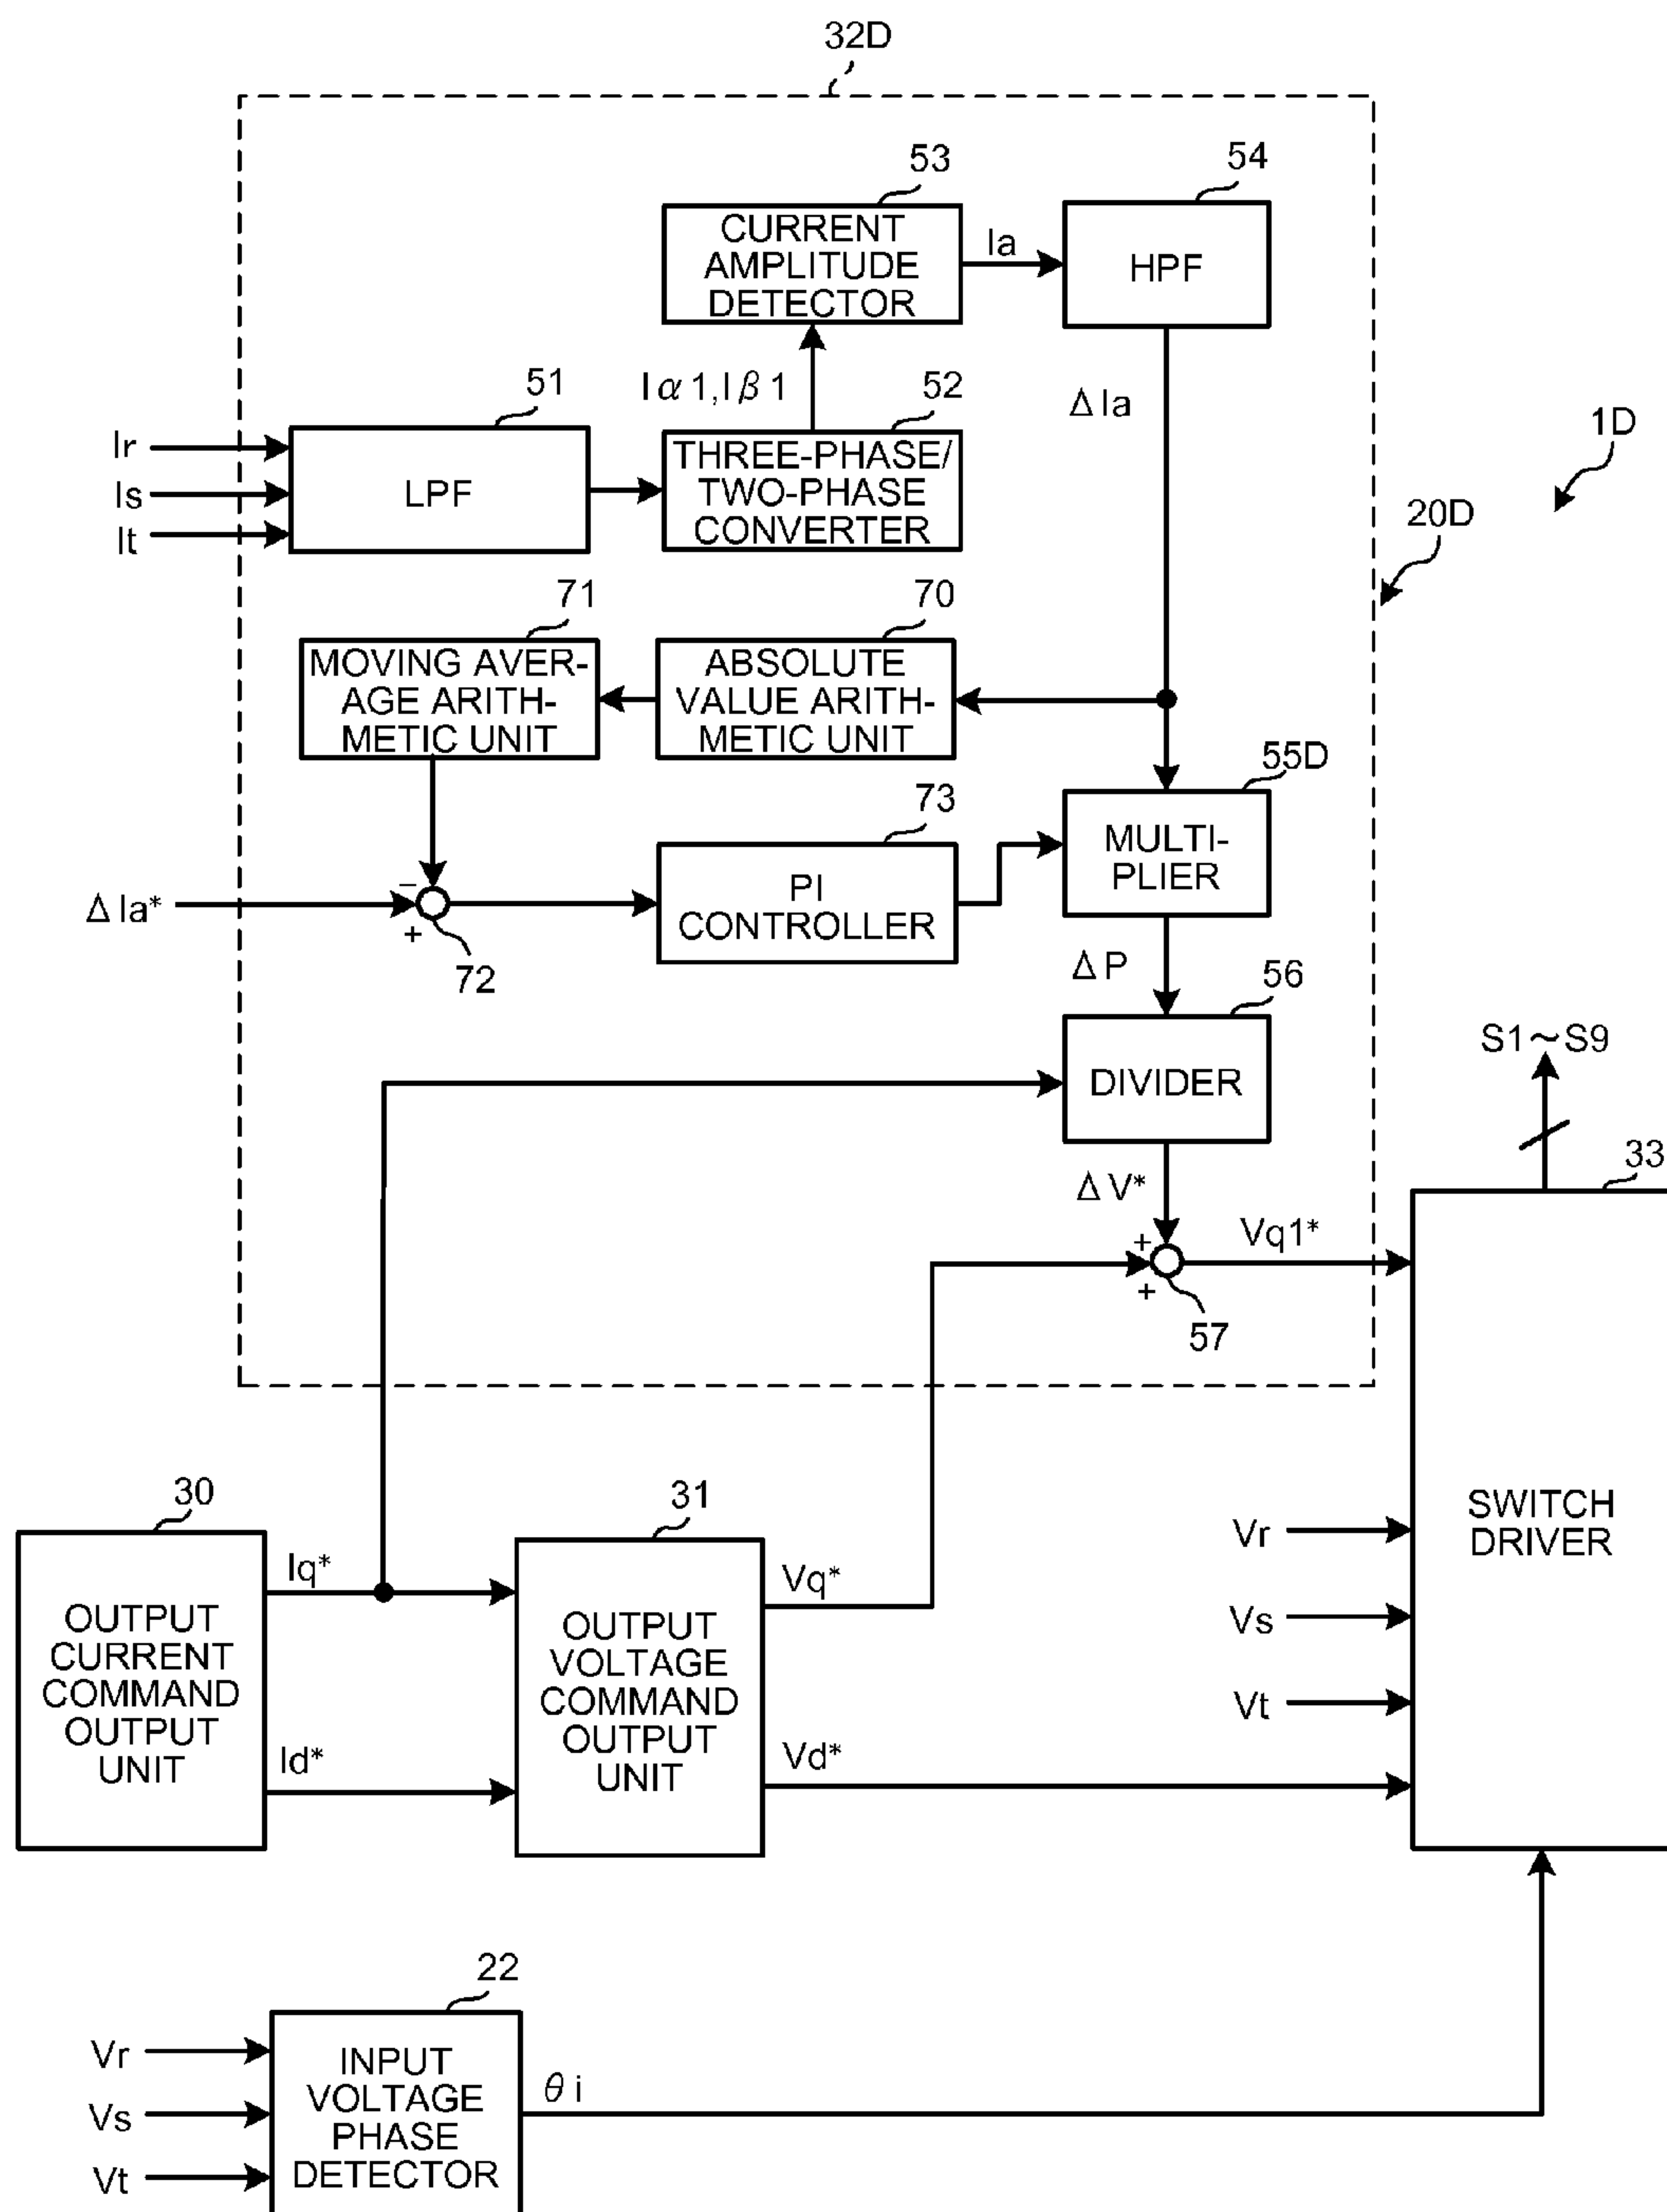 32D
53
54
CURRENT
AMPLITUDE
DETECTOR
Ia
HPF
51
Iα1,Iβ1
52
ΔIa
1D
Ir
Is
It
LPF
THREE-PHASE/
TWO-PHASE
CONVERTER
20D
71
70
MOVING AVER-
AGE ARITH-
METIC UNIT
ABSOLUTE
VALUE ARITH-
METIC UNIT
55D
73
MULTI-
PLIER
ΔIa*
−
+
72
PI
CONTROLLER
ΔP
56
DIVIDER
S1~S9
33
ΔV*
Vq1*
+
+
57
30
31
Iq*
Vq*
OUTPUT
CURRENT
COMMAND
OUTPUT
UNIT
OUTPUT
VOLTAGE
COMMAND
OUTPUT
UNIT
Id*
Vd*
Vr
Vs
Vt
SWITCH
DRIVER
22
Vr
Vs
Vt
INPUT
VOLTAGE
PHASE
DETECTOR
θi